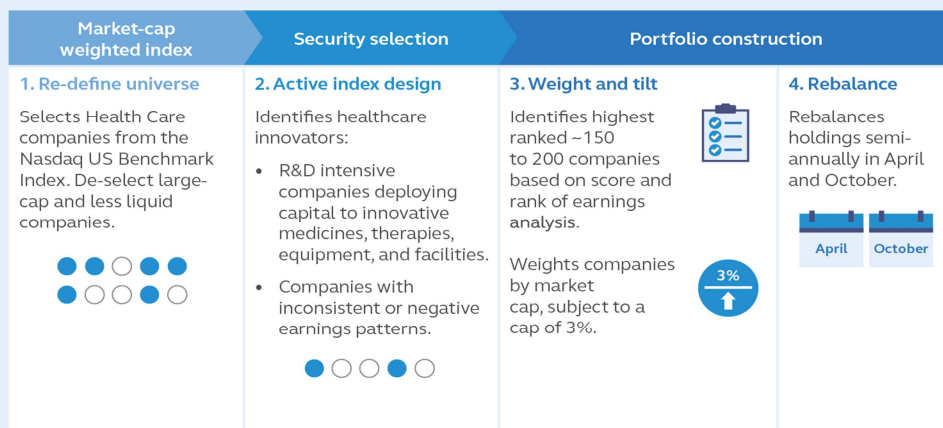 Market-cap
weighted index
Security selection
Portfolio construction
1. Re-define universe
Selects Health Care
companies from the
Nasdaq US Benchmark
Index. De-select large-
cap and less liquid
companies.
2. Active index design
Identifies healthcare
innovators:
• R&D intensive
companies deploying
capital to innovative
medicines, therapies,
equipment, and facilities.
• Companies with
inconsistent or negative
earnings patterns.
3. Weight and tilt
Identifies highest
ranked ~150
to 200 companies
based on score and
rank of earnings
analysis.
Weights companies
by market
cap, subject to a
cap of 3%.
3%
4. Rebalance
Rebalances
holdings semi-
annually in April
and October.
April
October